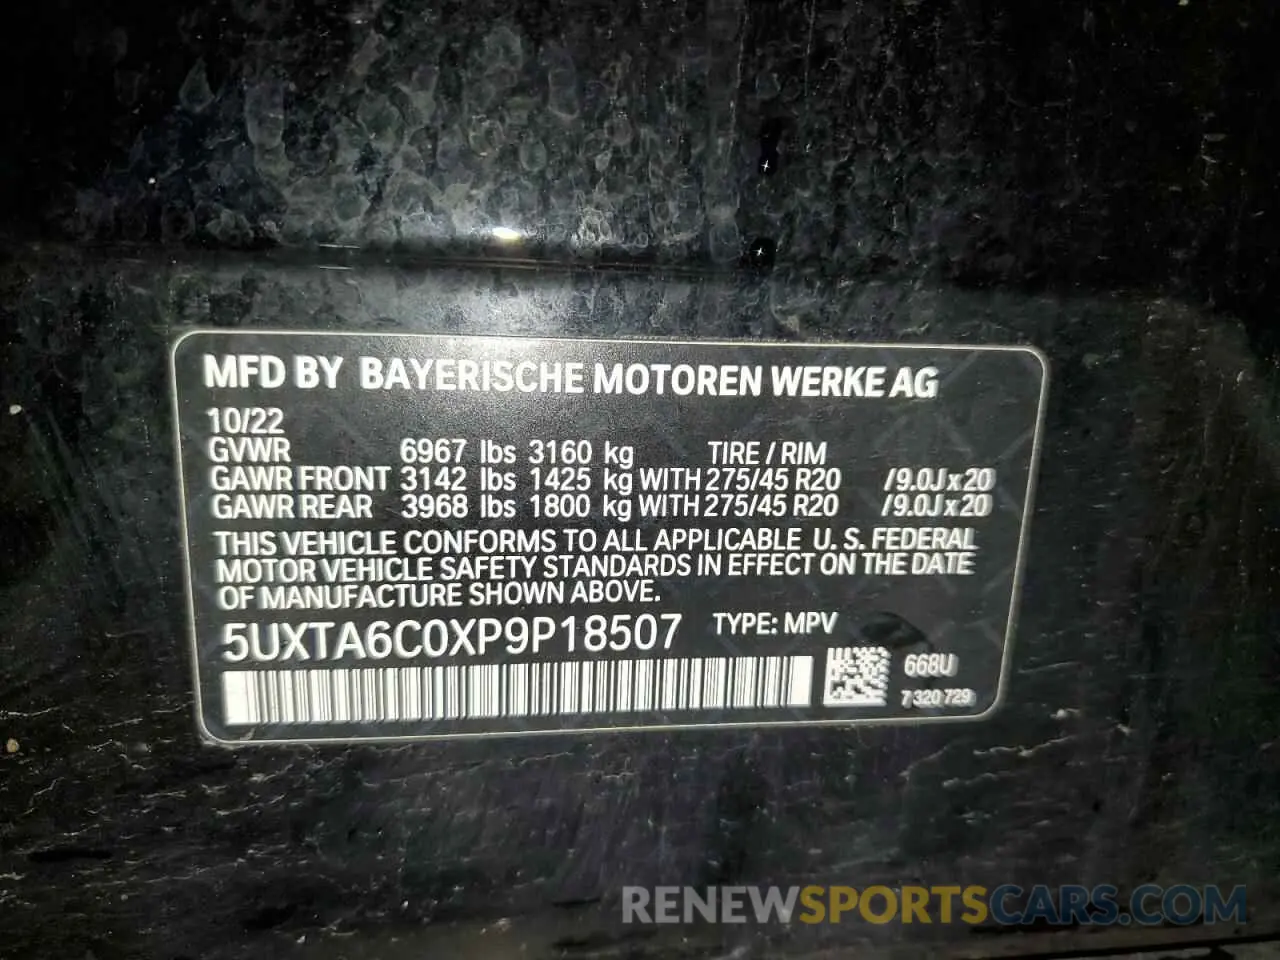 MFD BY BAYERISCHE MOTOREN WERKE AG
10/22
GVWR 6967 lbs 3160 kg TIRE / RIM
GAWR FRONT 3142 lbs 1425 kg WITH 275/45 R20 /9.0J x 20
GAWR REAR 3968 lbs 1800 kg WITH 275/45 R20 /9.0J x 20
THIS VEHICLE CONFORMS TO ALL APPLICABLE U. S. FEDERAL
MOTOR VEHICLE SAFETY STANDARDS IN EFFECT ON THE DATE
OF MANUFACTURE SHOWN ABOVE.
5UXTA6C0XP9P18507 TYPE: MPV
668U
7 320 729
RENEWSPORTSCARS.COM